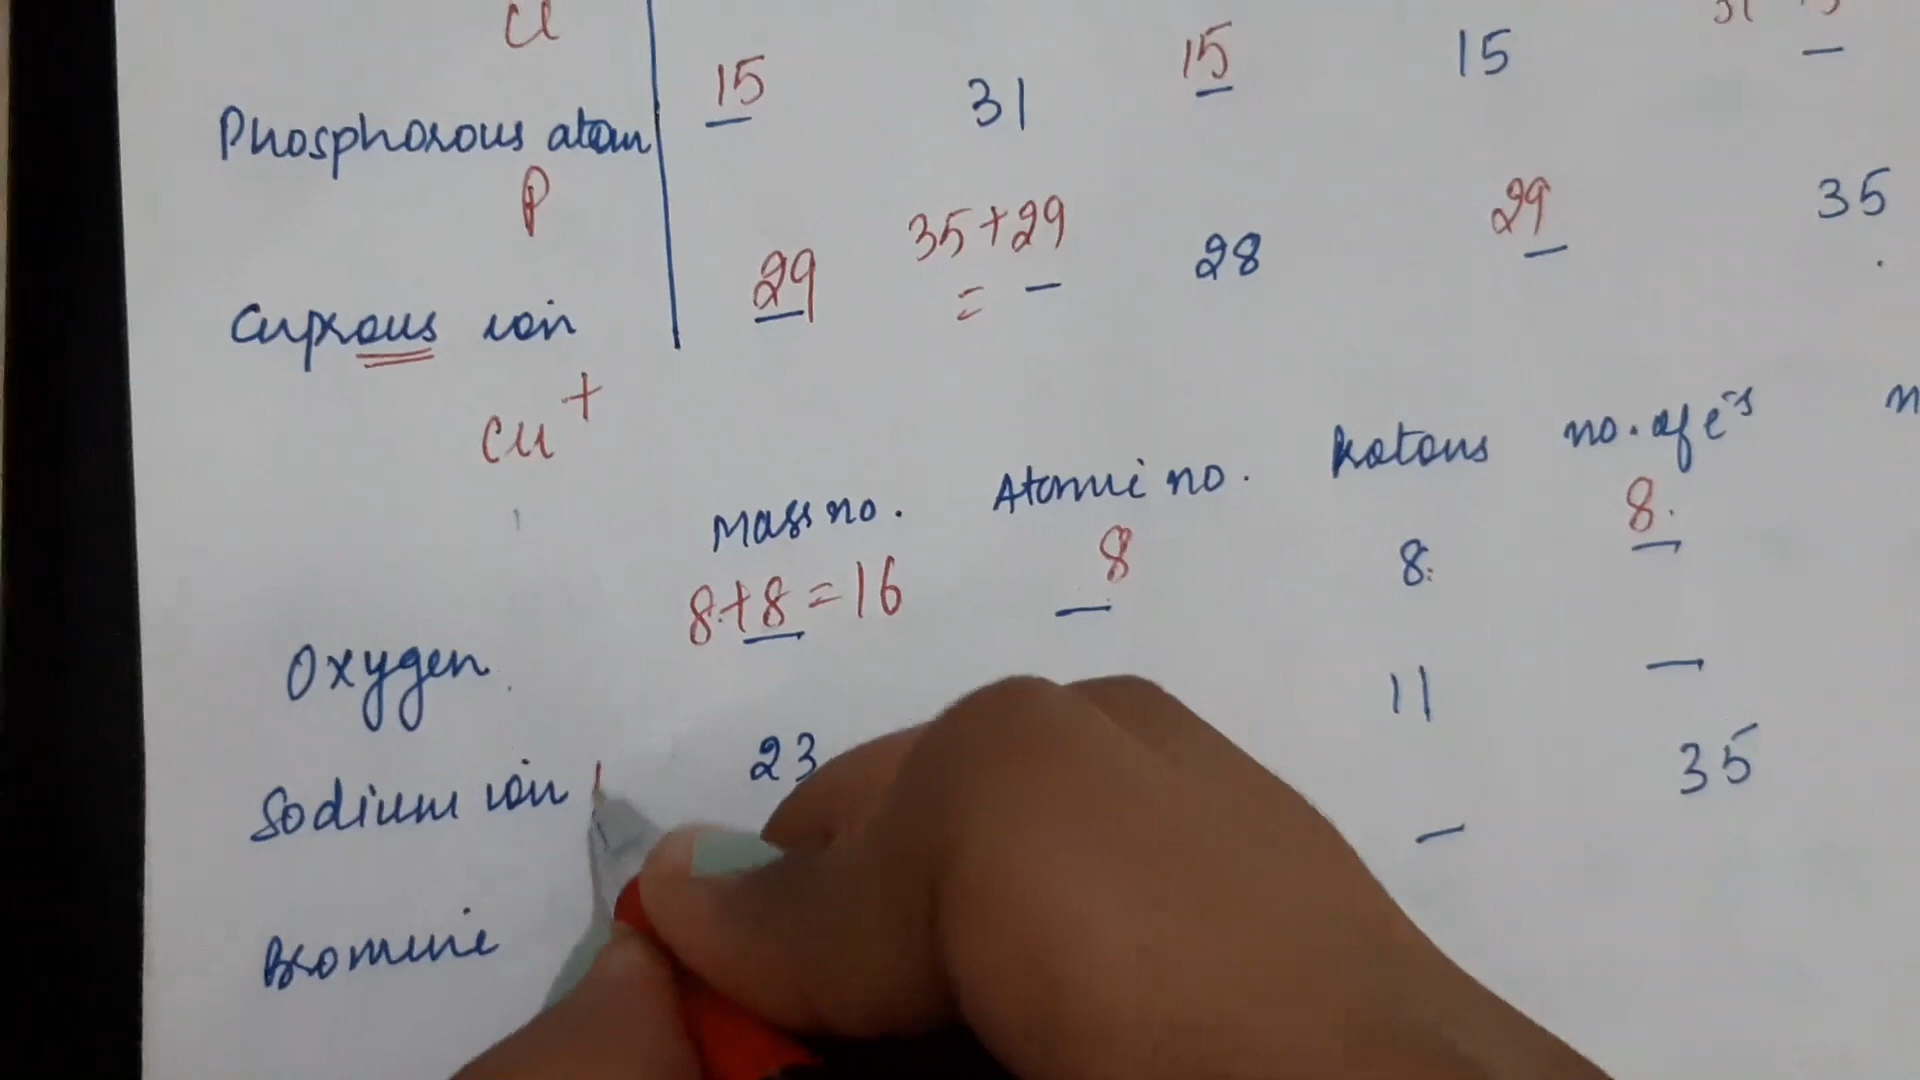 Cl
15 31 15 15
Phosphorous atom
P
29 35+29 28 29 35
=
Cuprous ion
Cu+
Mass no. Atomic no. Protons no. of e-s n
8+8=16 8 8 8.
Oxygen
Sodium ion 23 11
Bromine 35